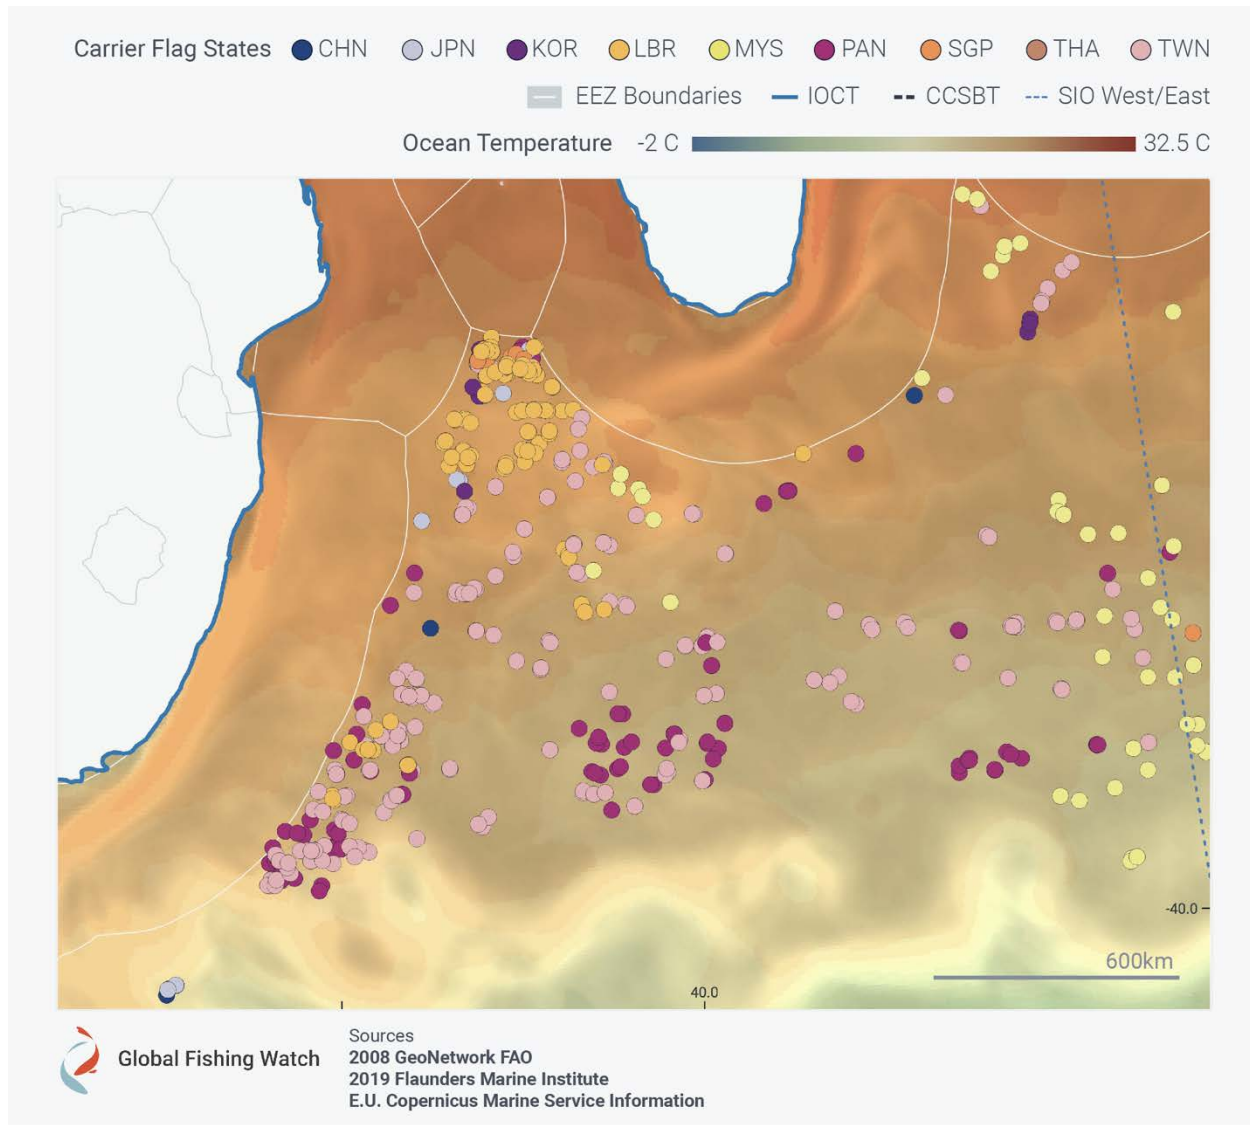 Carrier Flag States CHN JPN KOR LBR MYS PAN SGP THA TWN
EEZ Boundaries IOCT CCSBT SIO West/East
Ocean Temperature -2 C 32.5 C
-40.0
600km
40.0
Global Fishing Watch
Sources
2008 GeoNetwork FAO
2019 Flaunders Marine Institute
E.U. Copernicus Marine Service Information